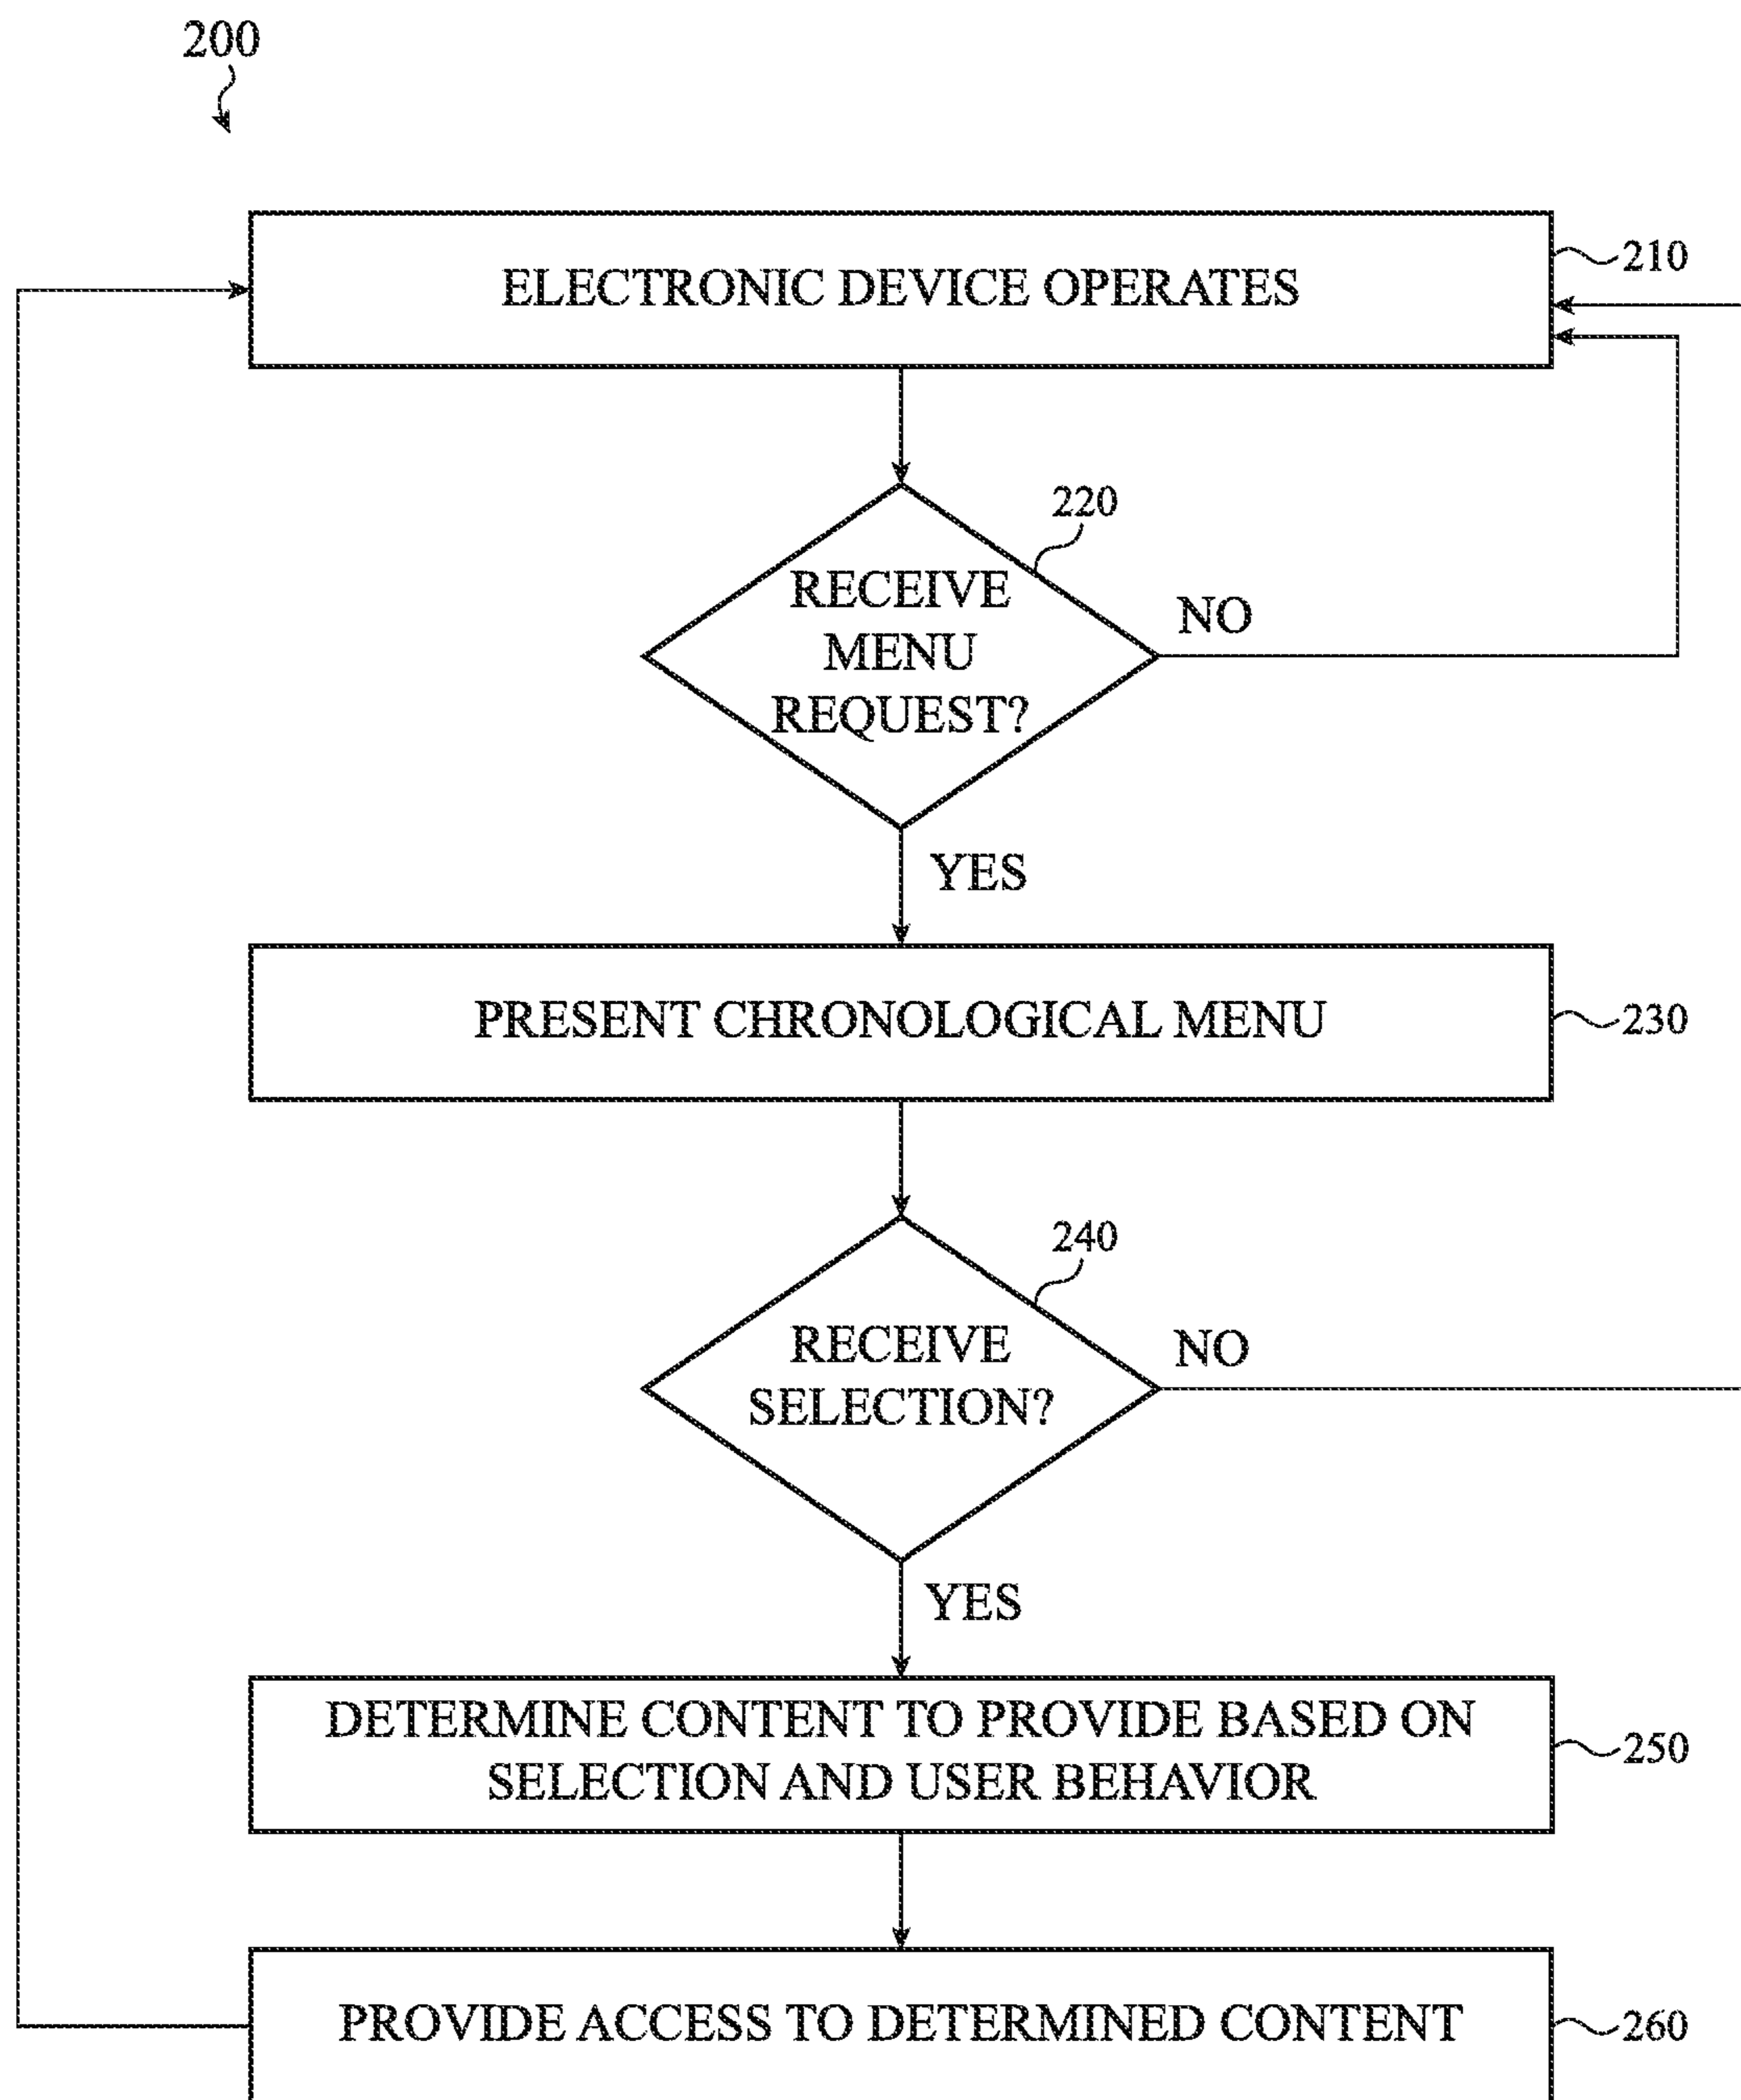 200
ELECTRONIC DEVICE OPERATES
210
220
RECEIVE
MENU
REQUEST?
NO
YES
PRESENT CHRONOLOGICAL MENU
230
240
RECEIVE
SELECTION?
NO
YES
DETERMINE CONTENT TO PROVIDE BASED ON
SELECTION AND USER BEHAVIOR
250
PROVIDE ACCESS TO DETERMINED CONTENT
260